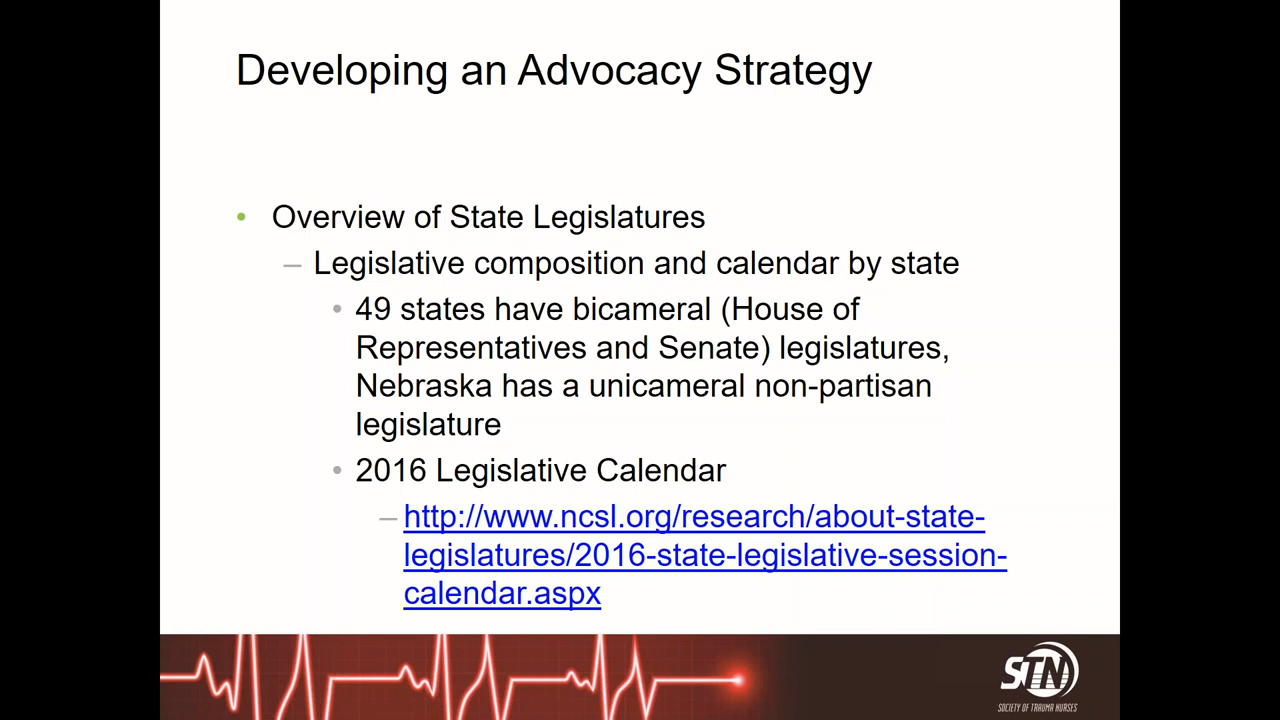 Developing an Advocacy Strategy
• Overview of State Legislatures
– Legislative composition and calendar by state
• 49 states have bicameral (House of
Representatives and Senate) legislatures,
Nebraska has a unicameral non-partisan
legislature
• 2016 Legislative Calendar
– http://www.ncsl.org/research/about-state-
legislatures/2016-state-legislative-session-
calendar.aspx
STN
SOCIETY OF TRAUMA NURSES